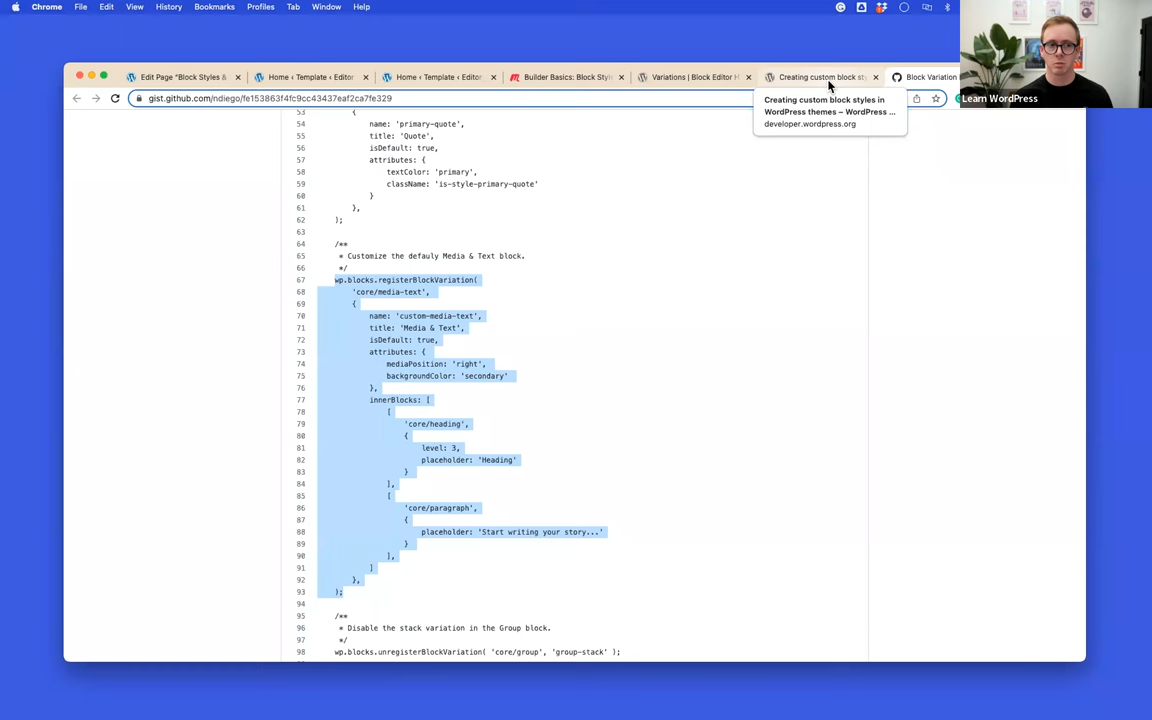 Chrome File Edit View History Bookmarks Profiles Tab Window Help
Edit Page "Block Styles & Home ‹ Template ‹ Editor Home ‹ Template ‹ Editor Builder Basics: Block Styl Variations | Block Editor H Creating custom block sty Block Variation
gist.github.com/ndiego/fe153863f4fc9cc43437eaf2ca7fe329
Learn WordPress
Creating custom block styles in
WordPress themes – WordPress ...
developer.wordpress.org
53 {
54 name: 'primary-quote',
55 title: 'Quote',
56 isDefault: true,
57 attributes: {
58 textColor: 'primary',
59 className: 'is-style-primary-quote'
60 }
61 },
62 );
63
64 /**
65 * Customize the defauly Media & Text block.
66 */
67 wp.blocks.registerBlockVariation(
68 'core/media-text',
69 {
70 name: 'custom-media-text',
71 title: 'Media & Text',
72 isDefault: true,
73 attributes: {
74 mediaPosition: 'right',
75 backgroundColor: 'secondary'
76 },
77 innerBlocks: [
78 [
79 'core/heading',
80 {
81 level: 3,
82 placeholder: 'Heading'
83 }
84 ],
85 [
86 'core/paragraph',
87 {
88 placeholder: 'Start writing your story...'
89 }
90 ],
91 ]
92 },
93 );
94
95 /**
96 * Disable the stack variation in the Group block.
97 */
98 wp.blocks.unregisterBlockVariation( 'core/group', 'group-stack' );